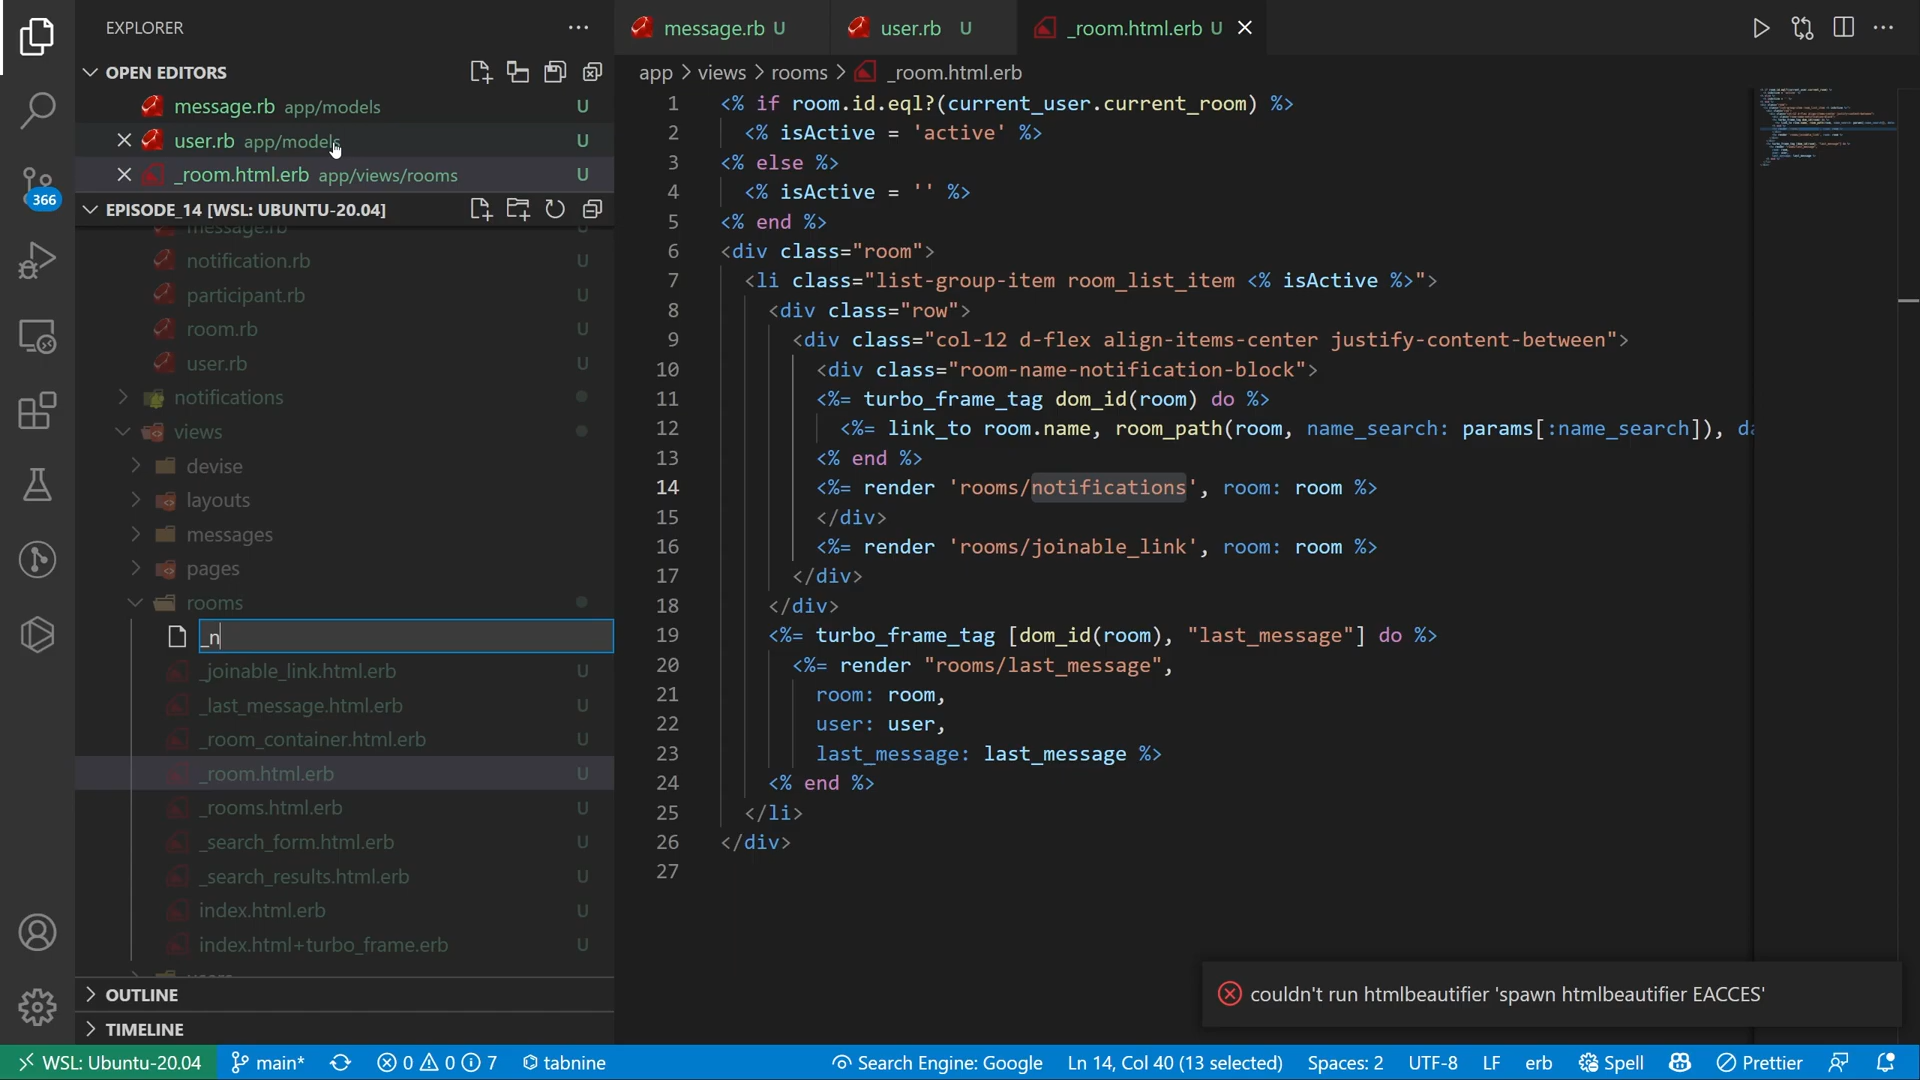 EXPLORER
OPEN EDITORS
message.rb app/models U
user.rb app/models U
_room.html.erb app/views/rooms U
366
EPISODE_14 [WSL: UBUNTU-20.04]
message.rb U
notification.rb U
participant.rb U
room.rb U
user.rb U
notifications
views
devise
layouts
messages
pages
rooms
_n
_joinable_link.html.erb U
_last_message.html.erb U
_room_container.html.erb U
_room.html.erb U
_rooms.html.erb U
_search_form.html.erb U
_search_results.html.erb U
index.html.erb U
index.html+turbo_frame.erb U
OUTLINE
TIMELINE
message.rb U user.rb U _room.html.erb U
app > views > rooms > _room.html.erb
1 <% if room.id.eql?(current_user.current_room) %>
2 <% isActive = 'active' %>
3 <% else %>
4 <% isActive = '' %>
5 <% end %>
6 <div class="room">
7 <li class="list-group-item room_list_item <% isActive %>">
8 <div class="row">
9 <div class="col-12 d-flex align-items-center justify-content-between">
10 <div class="room-name-notification-block">
11 <%= turbo_frame_tag dom_id(room) do %>
12 <%= link_to room.name, room_path(room, name_search: params[:name_search]), da
13 <% end %>
14 <%= render 'rooms/notifications', room: room %>
15 </div>
16 <%= render 'rooms/joinable_link', room: room %>
17 </div>
18 </div>
19 <%= turbo_frame_tag [dom_id(room), "last_message"] do %>
20 <%= render "rooms/last_message",
21 room: room,
22 user: user,
23 last_message: last_message %>
24 <% end %>
25 </li>
26 </div>
27
couldn't run htmlbeautifier 'spawn htmlbeautifier EACCES'
WSL: Ubuntu-20.04 main* 0 0 7 tabnine Search Engine: Google Ln 14, Col 40 (13 selected) Spaces: 2 UTF-8 LF erb Spell Prettier